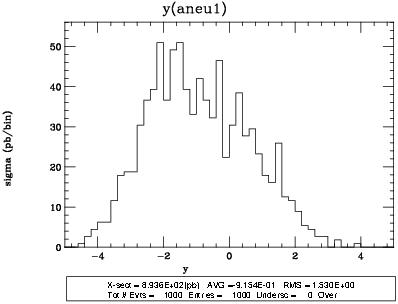 y(aneu1)
sigma (pb/bin)
50
40
30
20
10
0
−4 −2 0 2 4
y
X-sect = 8.936E+02(pb) AVG =-9.154E-01 RMS = 1.530E+00
Tot # Evts = 1000 Entries = 1000 Undersc = 0 Over